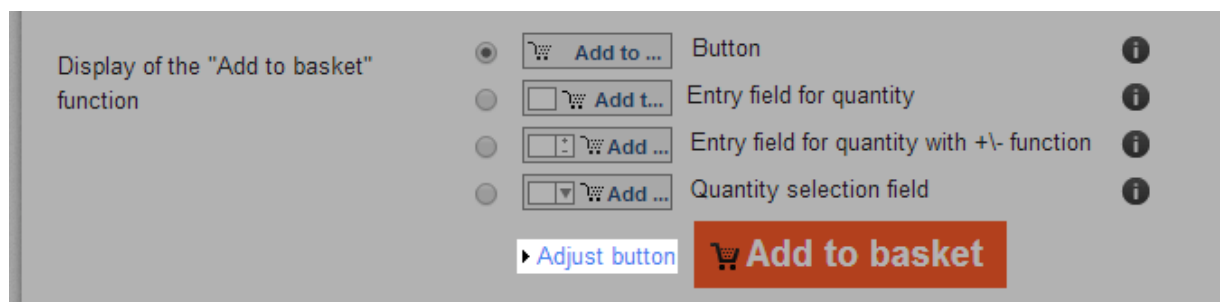 Display of the "Add to basket"
function
Add to ... Button
Add t... Entry field for quantity
Add ... Entry field for quantity with +\- function
Add ... Quantity selection field
Adjust button Add to basket